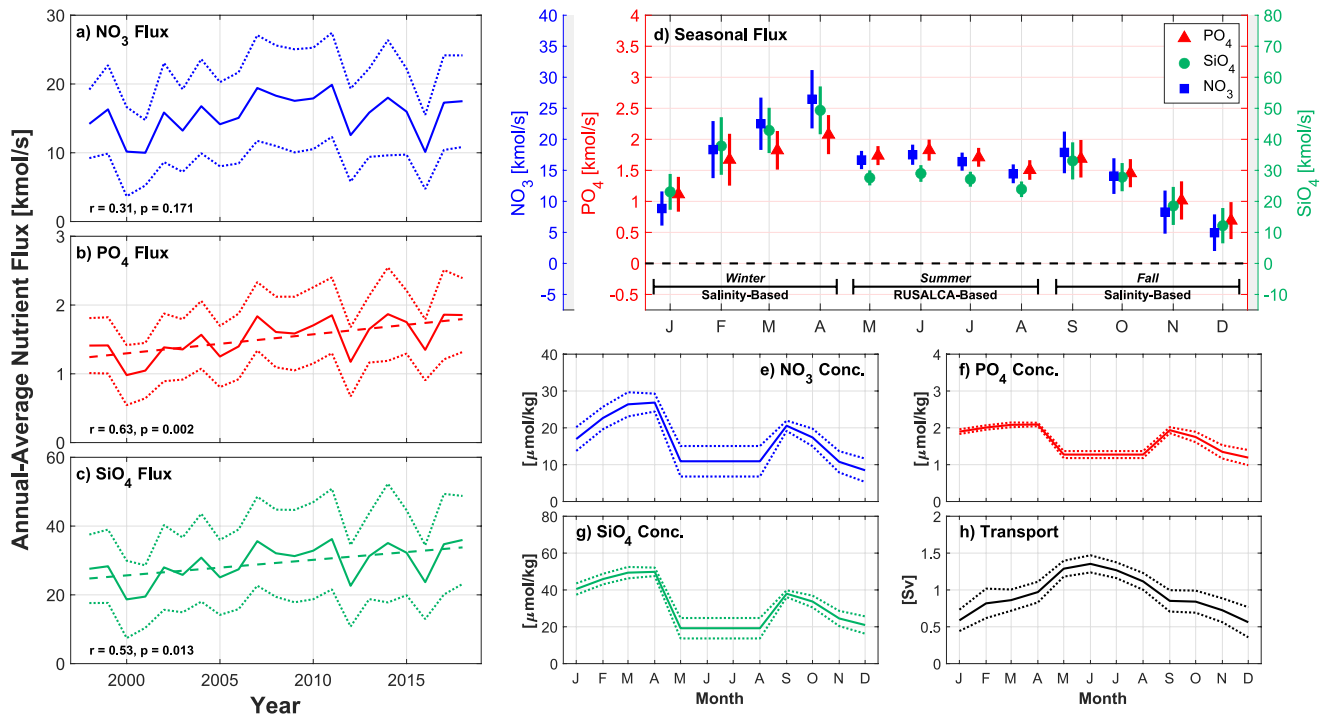 Annual-Average Nutrient Flux [kmol/s]
a) NO3 Flux
30
20
10
0
r = 0.31, p = 0.171
b) PO4 Flux
3
2
1
0
r = 0.63, p = 0.002
c) SiO4 Flux
60
40
20
0
r = 0.53, p = 0.013
2000 2005 2010 2015
Year
d) Seasonal Flux
NO3 [kmol/s]
40
35
30
25
20
15
10
5
0
-5
PO4 [kmol/s]
4
3.5
3
2.5
2
1.5
1
0.5
0
-0.5
SiO4 [kmol/s]
80
70
60
50
40
30
20
10
0
-10
PO4
SiO4
NO3
Winter Summer Fall
Salinity-Based RUSALCA-Based Salinity-Based
J F M A M J J A S O N D
e) NO3 Conc.
[μmol/kg]
40
30
20
10
0
f) PO4 Conc.
[μmol/kg]
4
3
2
1
0
g) SiO4 Conc.
[μmol/kg]
80
60
40
20
0
J F M A M J J A S O N D
Month
h) Transport
[Sv]
2
1.5
1
0.5
0
J F M A M J J A S O N D
Month